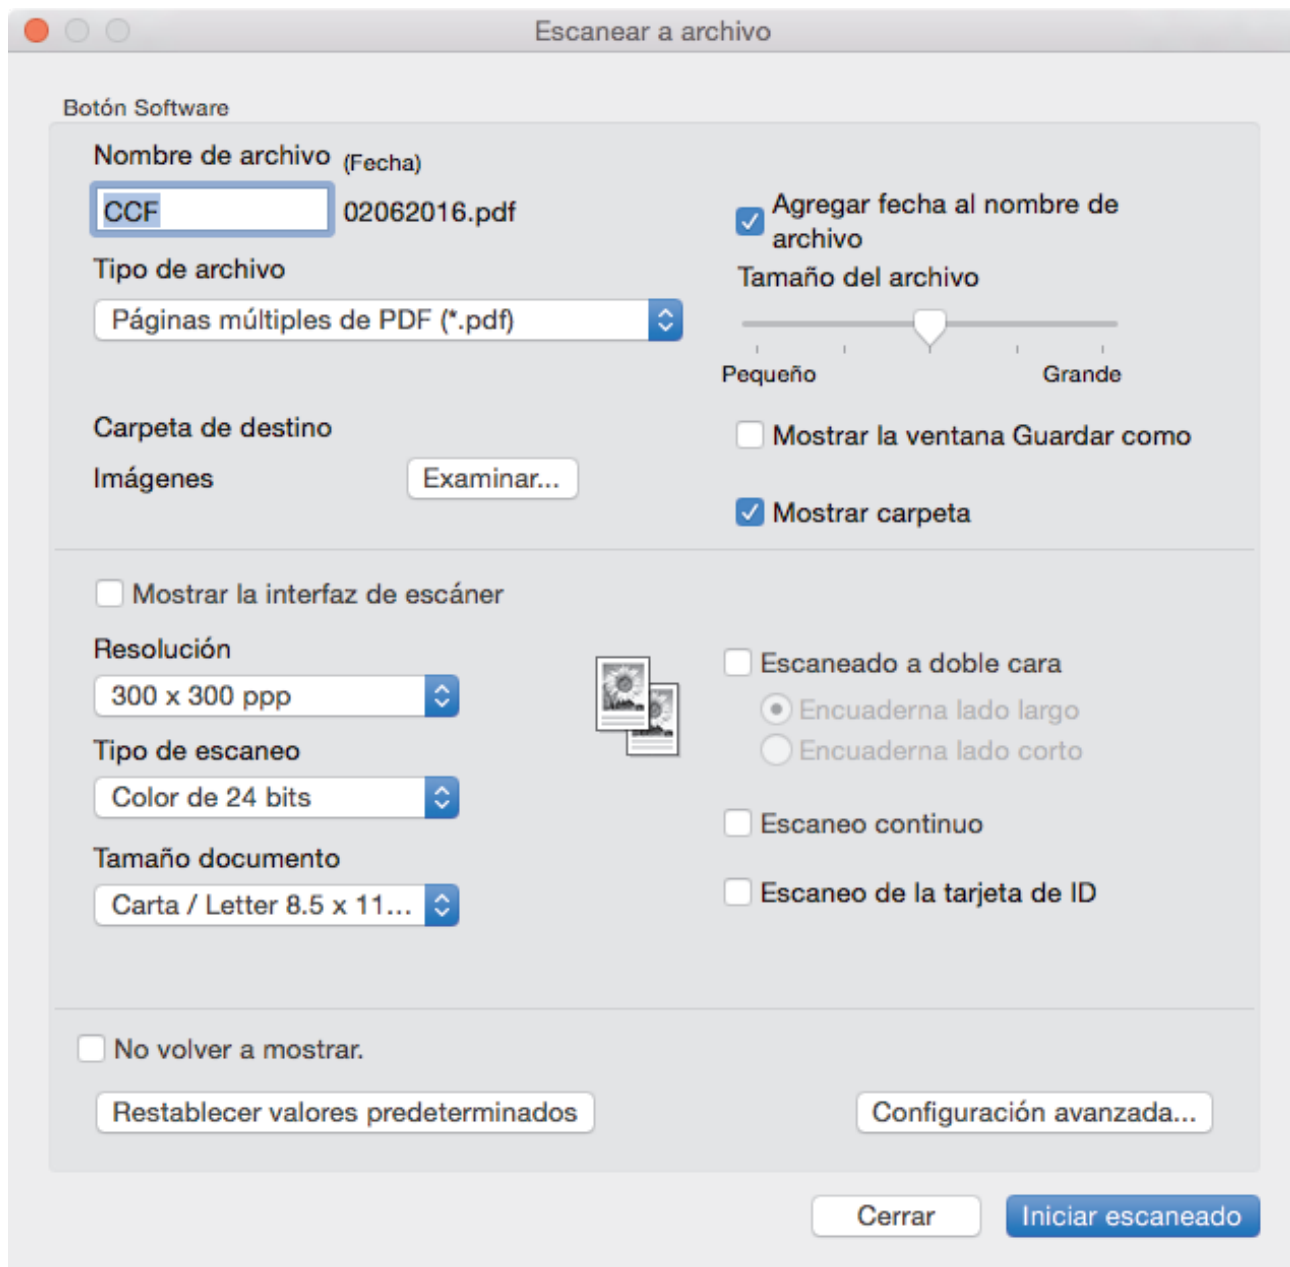 Escanear a archivo
Botón Software
Nombre de archivo (Fecha)
CCF 02062016.pdf
Agregar fecha al nombre de
archivo
Tipo de archivo
Páginas múltiples de PDF (*.pdf)
Tamaño del archivo
Pequeño Grande
Carpeta de destino
Imágenes Examinar...
Mostrar la ventana Guardar como
Mostrar carpeta
Mostrar la interfaz de escáner
Resolución
300 x 300 ppp
Tipo de escaneo
Color de 24 bits
Tamaño documento
Carta / Letter 8.5 x 11...
Escaneado a doble cara
Encuaderna lado largo
Encuaderna lado corto
Escaneo continuo
Escaneo de la tarjeta de ID
No volver a mostrar.
Restablecer valores predeterminados Configuración avanzada...
Cerrar Iniciar escaneado